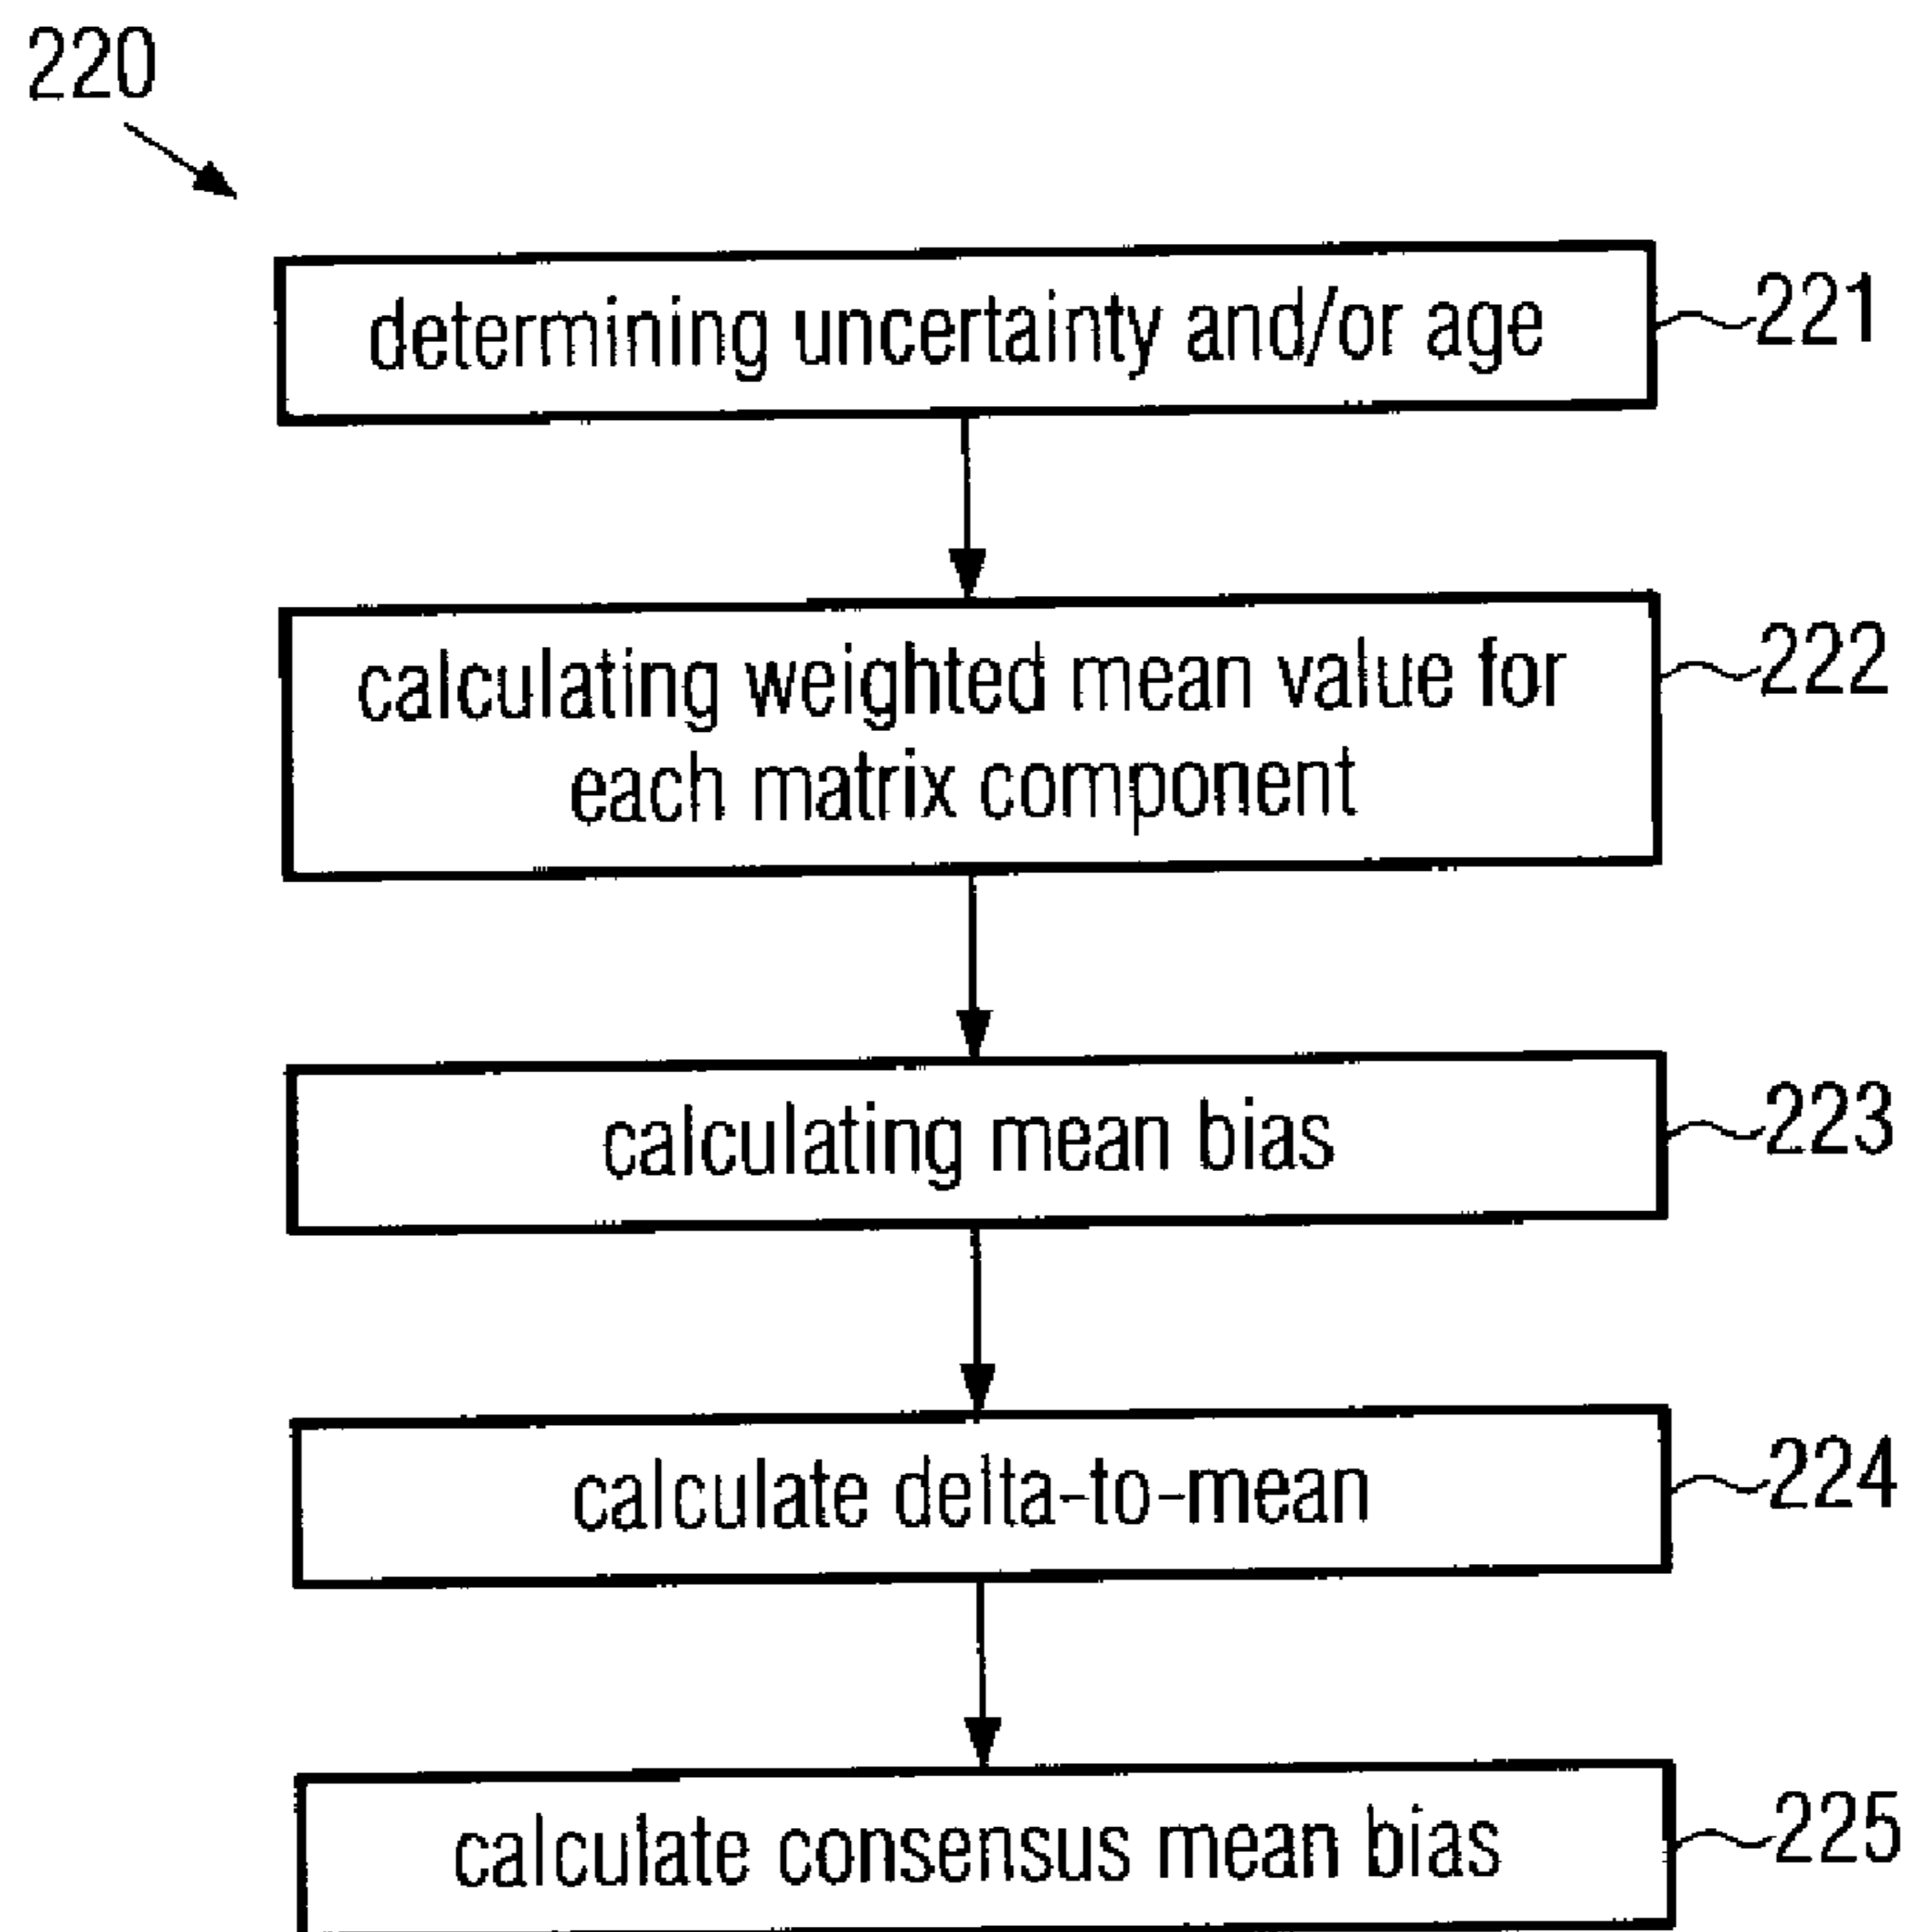 220
determining uncertainty and/or age
221
calculating weighted mean value for
each matrix component
222
calculating mean bias
223
calculate delta-to-mean
224
calculate consensus mean bias
225